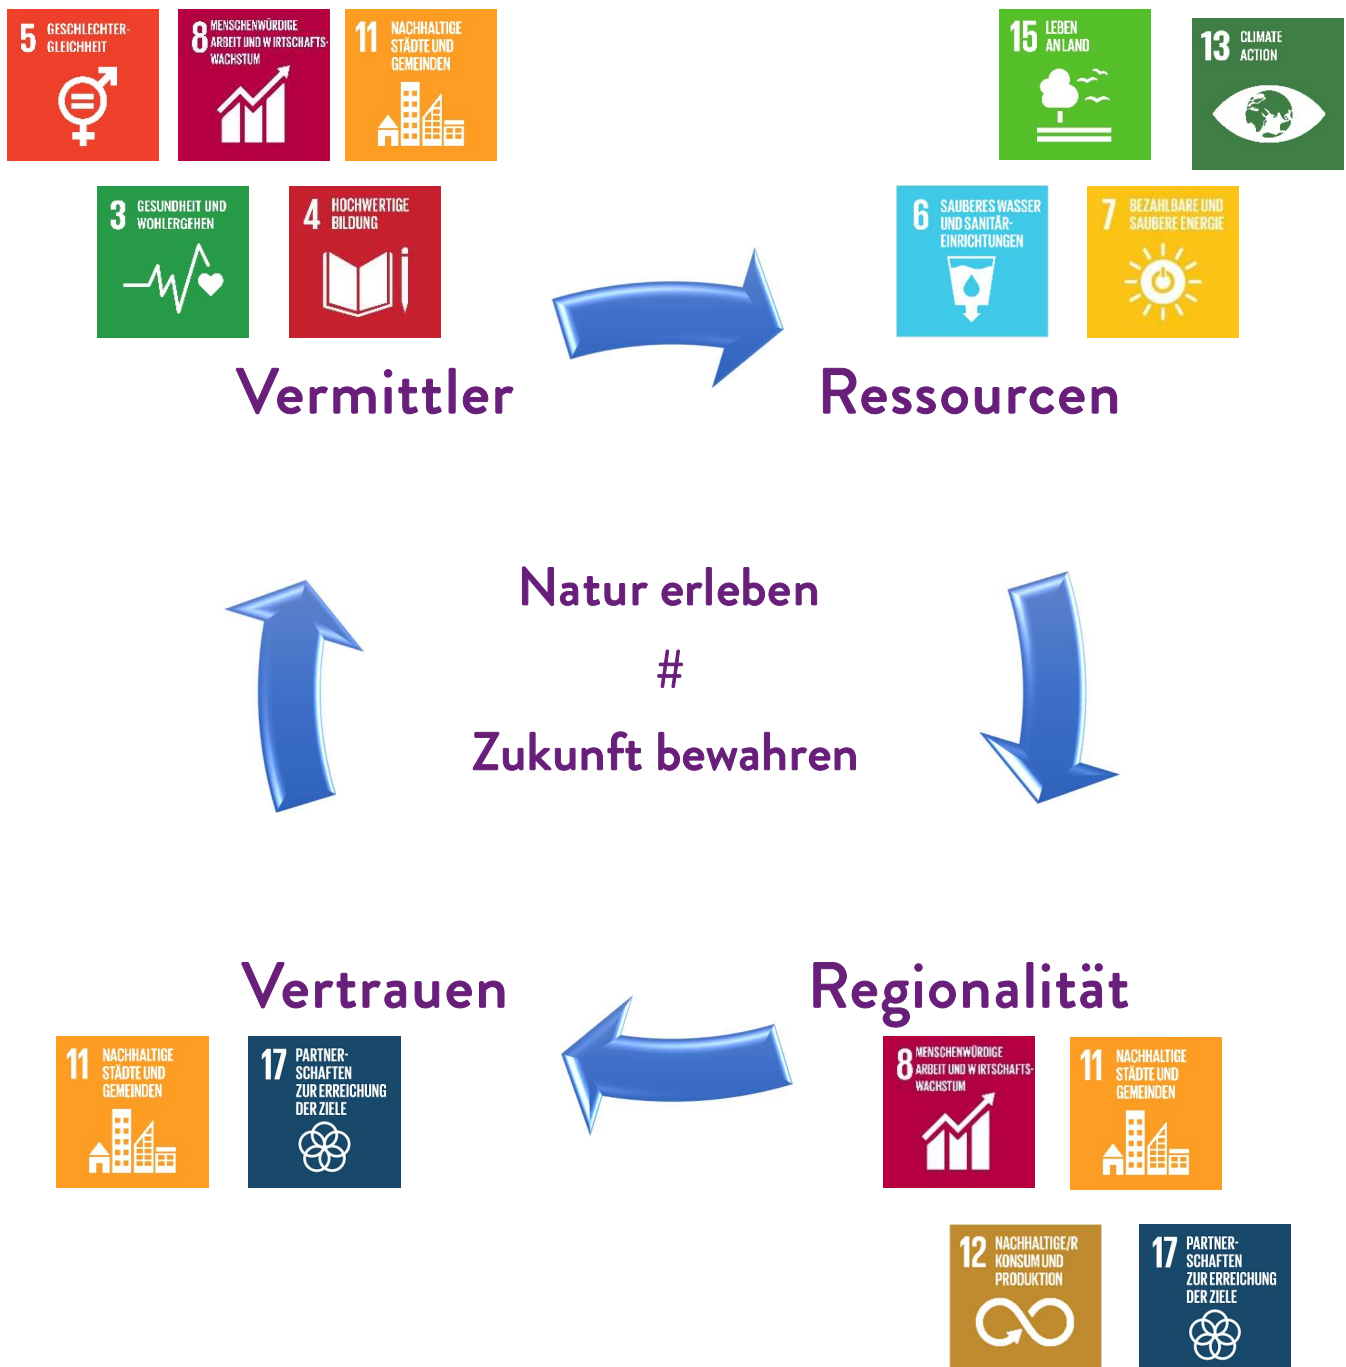 5 GESCHLECHTER-
GLEICHHEIT
8 MENSCHENWÜRDIGE
ARBEIT UND WIRTSCHAFTS-
WACHSTUM
11 NACHHALTIGE
STÄDTE UND
GEMEINDEN
15 LEBEN
AN LAND
13 CLIMATE
ACTION
3 GESUNDHEIT UND
WOHLERGEHEN
4 HOCHWERTIGE
BILDUNG
6 SAUBERES WASSER
UND SANITÄR-
EINRICHTUNGEN
7 BEZAHLBARE UND
SAUBERE ENERGIE
Vermittler
Ressourcen
Natur erleben
#
Zukunft bewahren
Vertrauen
Regionalität
11 NACHHALTIGE
STÄDTE UND
GEMEINDEN
17 PARTNER-
SCHAFTEN
ZUR ERREICHUNG
DER ZIELE
8 MENSCHENWÜRDIGE
ARBEIT UND WIRTSCHAFTS-
WACHSTUM
11 NACHHALTIGE
STÄDTE UND
GEMEINDEN
12 NACHHALTIGE/R
KONSUM UND
PRODUKTION
17 PARTNER-
SCHAFTEN
ZUR ERREICHUNG
DER ZIELE